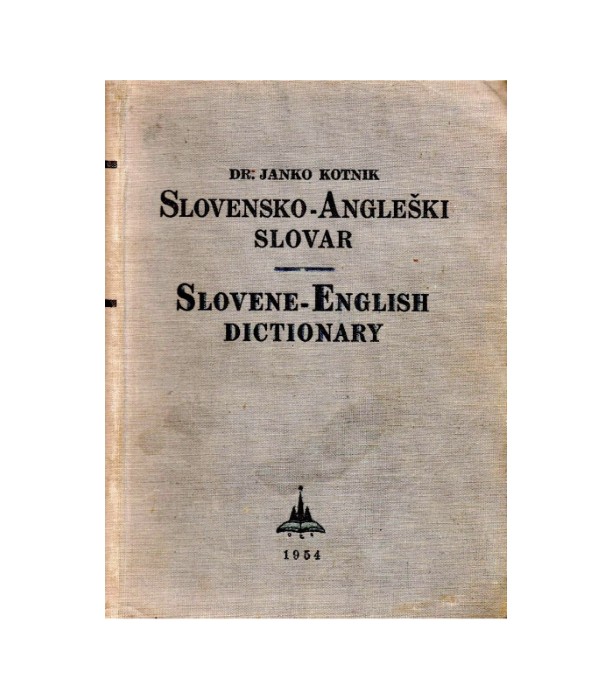 DR. JANKO KOTNIK
SLOVENSKO-ANGLEŠKI
SLOVAR
SLOVENE-ENGLISH
DICTIONARY
1954